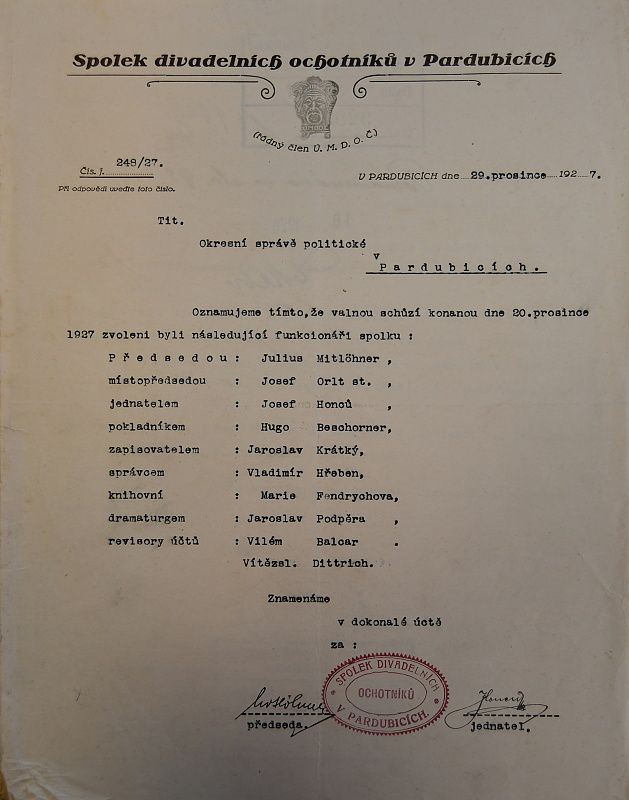 Spolek divadelních ochotníků v Pardubicích
(řádný člen Ú. M. D. O. Č.)
Čís. j. 248/27.
V PARDUBICÍCH dne 29.prosince 1927.
Při odpovědi uveďte toto číslo.
Tit.
Okresní správě politické
v
Pardubicích.
Oznamujeme tímto,že valnou schůzí konanou dne 20.prosince
1927 zvoleni byli následující funkcionáři spolku :
Předsedou: Julius Mitlöhner ,
místopředsedou : Josef Orlt st. ,
jednatelem : Josef Honců ,
pokladníkem : Hugo Beschorner,
zapisovatelem : Jaroslav Krátký,
správcem : Vladimír Hřeben,
knihovní : Marie Fendrychova,
dramaturgem : Jaroslav Podpěra ,
revisory účtů : Vilém Balcar .
Vítězsl. Dittrich.
Znamenáme
v dokonalé úctě
za :
SPOLEK DIVADELNÍCH
OCHOTNÍKŮ
V PARDUBICÍCH.
předseda.
jednatel.